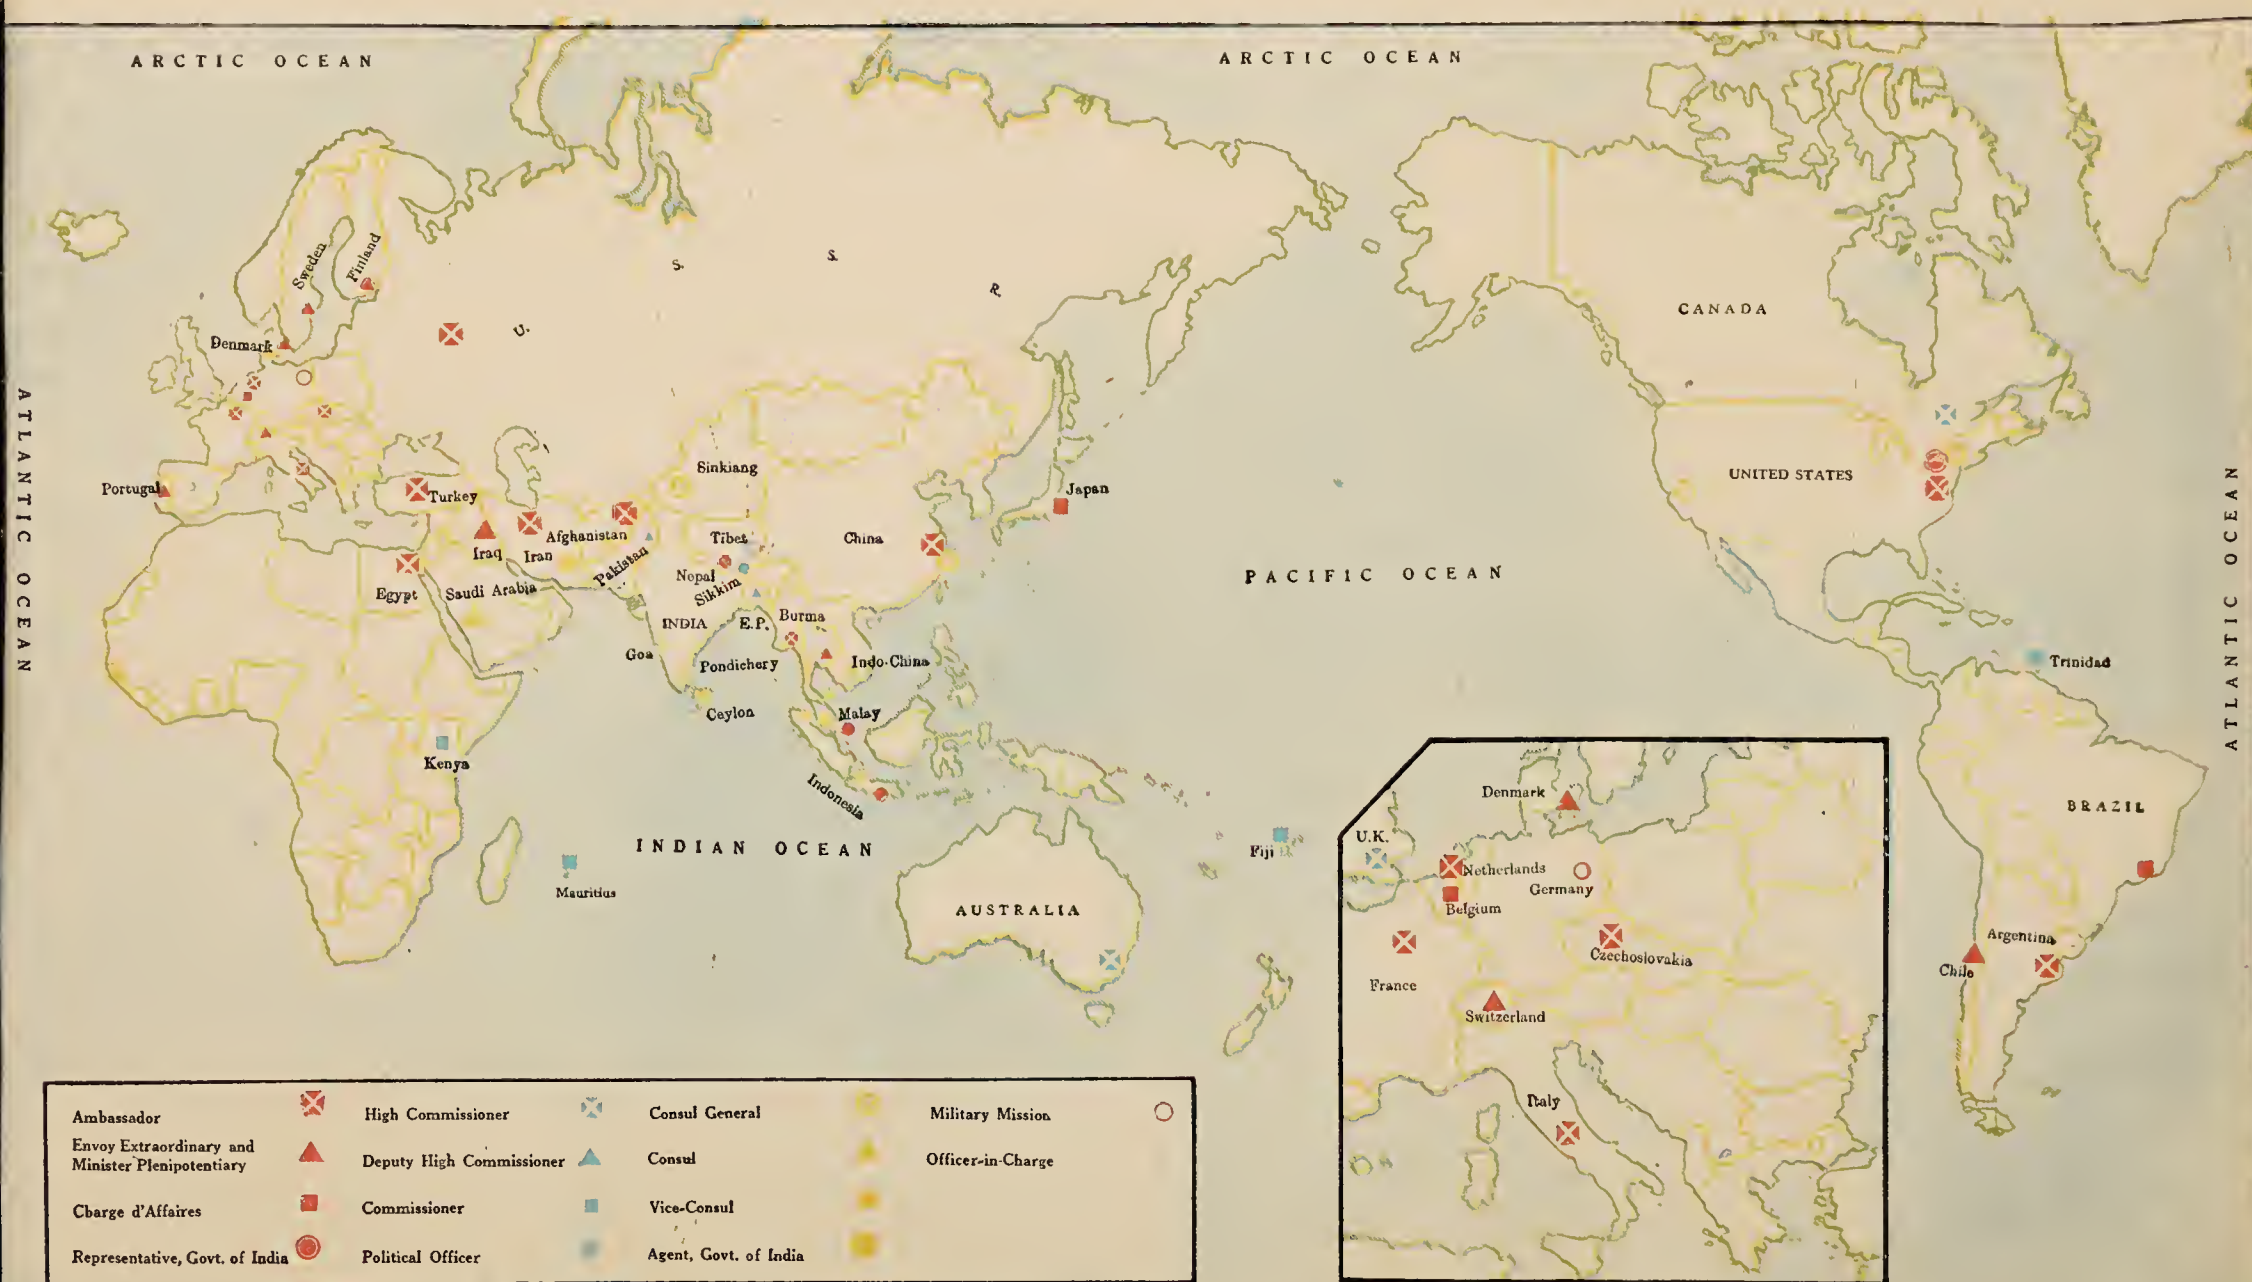 ARCTIC OCEAN
ARCTIC OCEAN
ATLANTIC OCEAN
Sweden
Finland
U. S. S. R.
Denmark
CANADA
Portugal
Turkey
Sinkiang
Japan
UNITED STATES
Iraq
Iran
Afghanistan
Pakistan
Tibet
China
Egypt
Saudi Arabia
Nepal
Sikkim
PACIFIC OCEAN
ATLANTIC OCEAN
INDIA
E.P.
Burma
Goa
Pondichery
Indo-China
Trinidad
Ceylon
Malay
Kenya
Indonesia
INDIAN OCEAN
Mauritius
Fiji
AUSTRALIA
BRAZIL
Argentina
Chile
Denmark
U.K.
Netherlands
Germany
Belgium
Czechoslovakia
France
Switzerland
Italy
Ambassador
High Commissioner
Consul General
Military Mission
Envoy Extraordinary and
Minister Plenipotentiary
Deputy High Commissioner
Consul
Officer-in-Charge
Charge d'Affaires
Commissioner
Vice-Consul
Representative, Govt. of India
Political Officer
Agent, Govt. of India